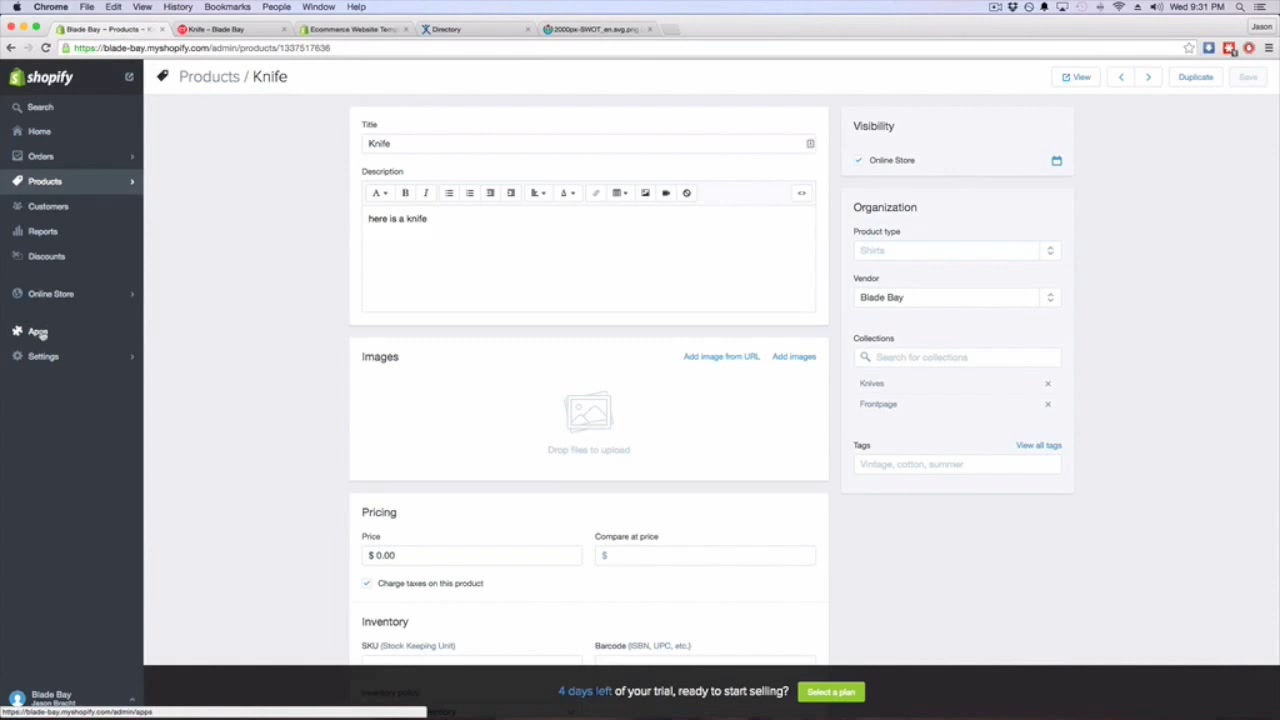 Chrome File Edit View History Bookmarks People Window Help Wed 9:31 PM
Blade Bay ~ Products ~ Kn Knife – Blade Bay Ecommerce Website Temp Directory 2000px-SWOT_en.svg.png Jason
https://blade-bay.myshopify.com/admin/products/1337517636
shopify
Products / Knife
View
Duplicate
Save
Search
Home
Orders
Products
Customers
Reports
Discounts
Online Store
Apps
Settings
Title
Knife
Description
A B I
here is a knife
Images
Add image from URL Add images
Drop files to upload
Pricing
Price Compare at price
$ 0.00 $
Charge taxes on this product
Inventory
SKU (Stock Keeping Unit) Barcode (ISBN, UPC, etc.)
Inventory policy
Visibility
Online Store
Organization
Product type
Shirts
Vendor
Blade Bay
Collections
Search for collections
Knives
Frontpage
Tags View all tags
Vintage, cotton, summer
4 days left of your trial, ready to start selling? Select a plan
Blade Bay
Jason Bracht
https://blade-bay.myshopify.com/admin/apps